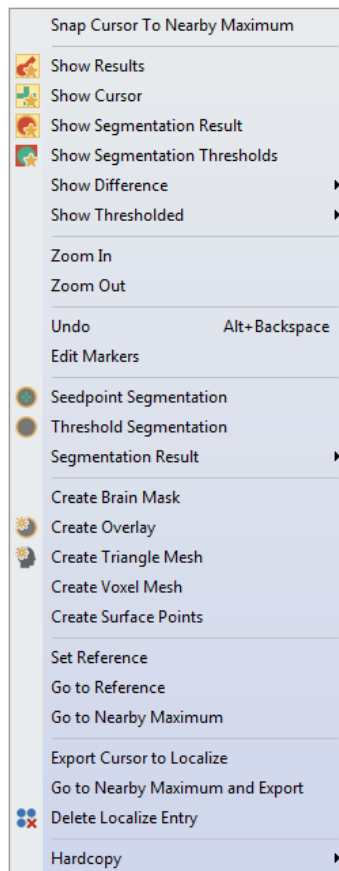 Snap Cursor To Nearby Maximum
Show Results
Show Cursor
Show Segmentation Result
Show Segmentation Thresholds
Show Difference
Show Thresholded
Zoom In
Zoom Out
Undo Alt+Backspace
Edit Markers
Seedpoint Segmentation
Threshold Segmentation
Segmentation Result
Create Brain Mask
Create Overlay
Create Triangle Mesh
Create Voxel Mesh
Create Surface Points
Set Reference
Go to Reference
Go to Nearby Maximum
Export Cursor to Localize
Go to Nearby Maximum and Export
Delete Localize Entry
Hardcopy